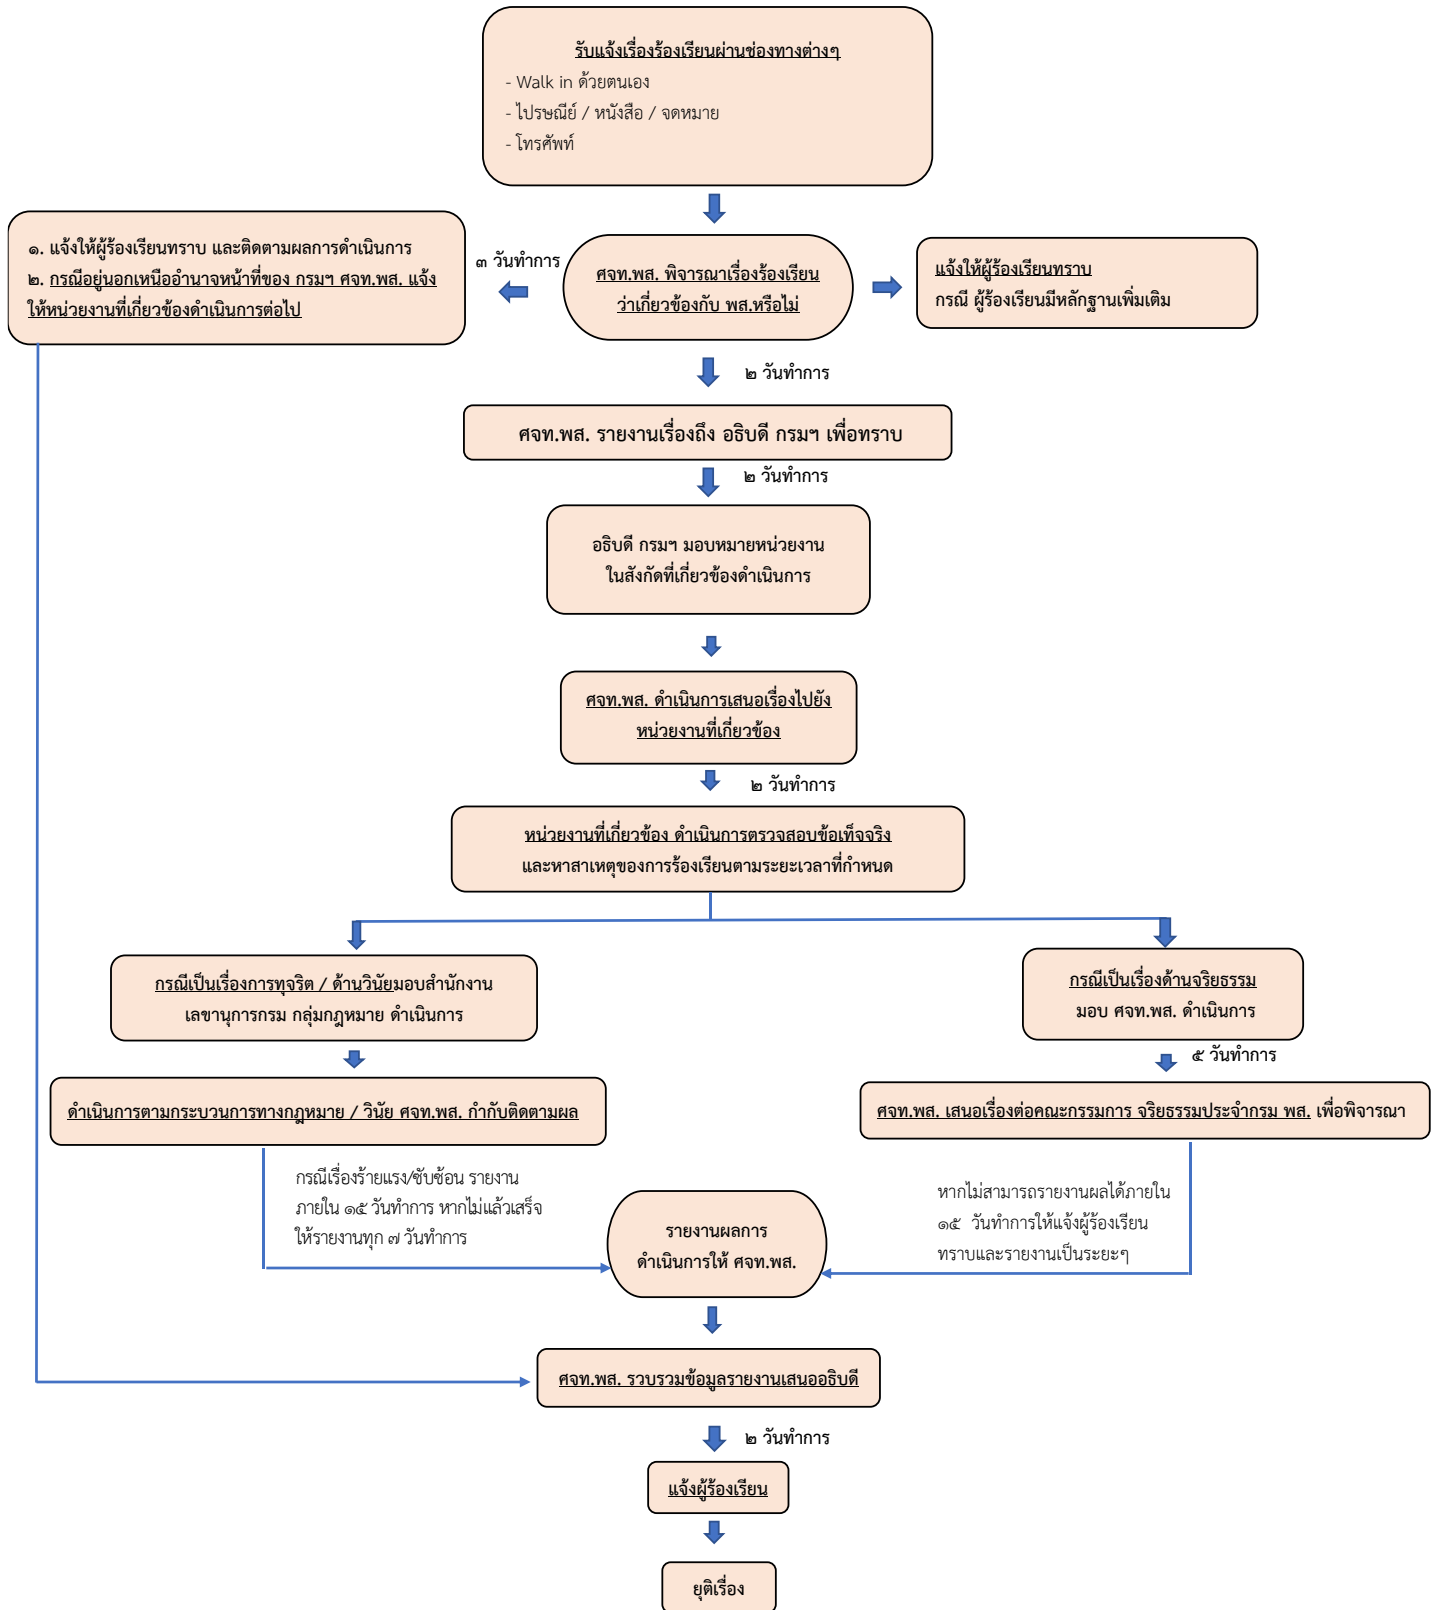 รับแจ้งเรื่องร้องเรียนผ่านช่องทางต่างๆ
- Walk in ด้วยตนเอง
- ไปรษณีย์ / หนังสือ / จดหมาย
- โทรศัพท์
๑. แจ้งให้ผู้ร้องเรียนทราบ และติดตามผลการดำเนินการ
๒. กรณีอยู่นอกเหนืออำนาจหน้าที่ของ กรมฯ ศจท.พส. แจ้ง
ให้หน่วยงานที่เกี่ยวข้องดำเนินการต่อไป
๓ วันทำการ
ศจท.พส. พิจารณาเรื่องร้องเรียน
ว่าเกี่ยวข้องกับ พส.หรือไม่
แจ้งให้ผู้ร้องเรียนทราบ
กรณี ผู้ร้องเรียนมีหลักฐานเพิ่มเติม
๒ วันทำการ
ศจท.พส. รายงานเรื่องถึง อธิบดี กรมฯ เพื่อทราบ
๒ วันทำการ
อธิบดี กรมฯ มอบหมายหน่วยงาน
ในสังกัดที่เกี่ยวข้องดำเนินการ
ศจท.พส. ดำเนินการเสนอเรื่องไปยัง
หน่วยงานที่เกี่ยวข้อง
๒ วันทำการ
หน่วยงานที่เกี่ยวข้อง ดำเนินการตรวจสอบข้อเท็จจริง
และหาสาเหตุของการร้องเรียนตามระยะเวลาที่กำหนด
กรณีเป็นเรื่องการทุจริต / ด้านวินัยมอบสำนักงาน
เลขานุการกรม กลุ่มกฎหมาย ดำเนินการ
กรณีเป็นเรื่องด้านจริยธรรม
มอบ ศจท.พส. ดำเนินการ
๕ วันทำการ
ดำเนินการตามกระบวนการทางกฎหมาย / วินัย ศจท.พส. กำกับติดตามผล
ศจท.พส. เสนอเรื่องต่อคณะกรรมการ จริยธรรมประจำกรม พส. เพื่อพิจารณา
กรณีเรื่องร้ายแรง/ซับซ้อน รายงาน
ภายใน ๑๕ วันทำการ หากไม่แล้วเสร็จ
ให้รายงานทุก ๗ วันทำการ
รายงานผลการ
ดำเนินการให้ ศจท.พส.
หากไม่สามารถรายงานผลได้ภายใน
๑๕ วันทำการให้แจ้งผู้ร้องเรียน
ทราบและรายงานเป็นระยะๆ
ศจท.พส. รวบรวมข้อมูลรายงานเสนออธิบดี
๒ วันทำการ
แจ้งผู้ร้องเรียน
ยุติเรื่อง